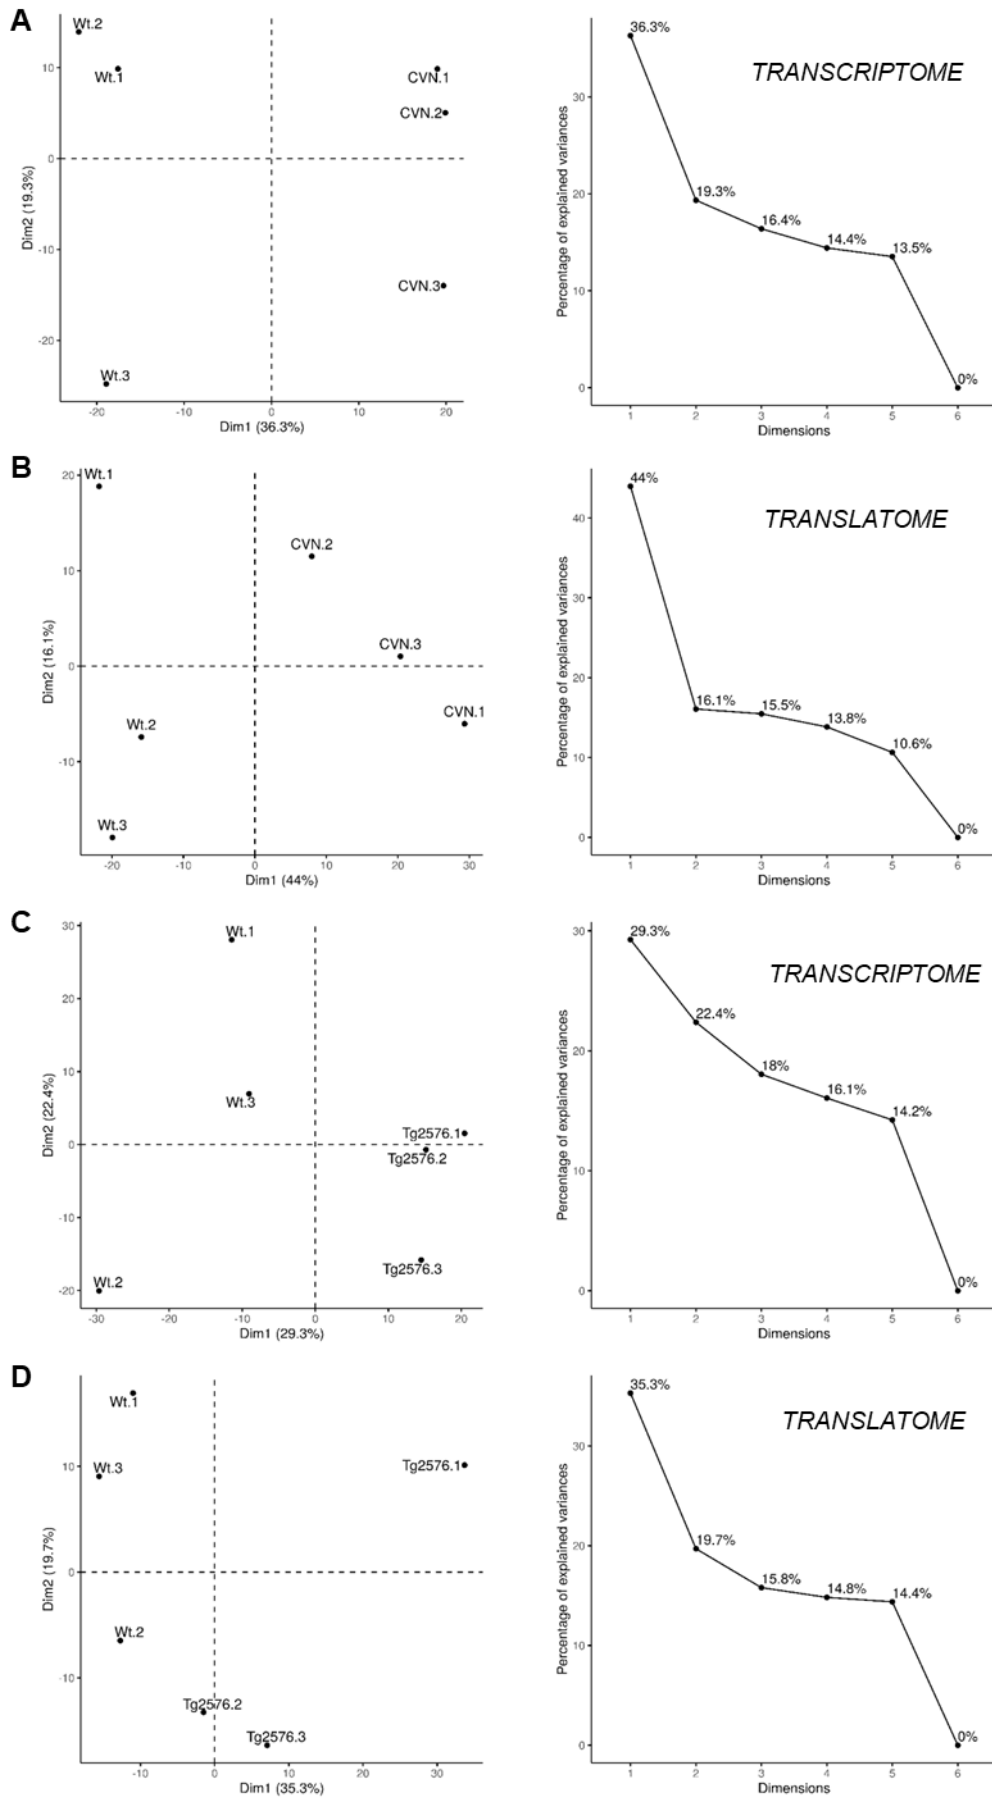 A
Wt.2
Wt.1
CVN.1
CVN.2
CVN.3
Wt.3
10
0
-10
-20
Dim2 (19.3%)
-20
-10
0
10
20
Dim1 (36.3%)
TRANSCRIPTOME
36.3%
19.3%
16.4%
14.4%
13.5%
0%
30
20
10
0
Percentage of explained variances
1
2
3
4
5
6
Dimensions
B
Wt.1
CVN.2
CVN.3
CVN.1
Wt.2
Wt.3
20
10
0
-10
Dim2 (16.1%)
-20
-10
0
10
20
30
Dim1 (44%)
TRANSLATOME
44%
16.1%
15.5%
13.8%
10.6%
0%
40
30
20
10
0
Percentage of explained variances
1
2
3
4
5
6
Dimensions
C
Wt.1
Wt.3
Tg2576.1
Tg2576.2
Tg2576.3
Wt.2
30
20
10
0
-10
-20
Dim2 (22.4%)
-30
-20
-10
0
10
20
Dim1 (29.3%)
TRANSCRIPTOME
29.3%
22.4%
18%
16.1%
14.2%
0%
30
20
10
0
Percentage of explained variances
1
2
3
4
5
6
Dimensions
D
Wt.1
Wt.3
Tg2576.1
Wt.2
Tg2576.2
Tg2576.3
10
0
-10
Dim2 (19.7%)
-10
0
10
20
30
Dim1 (35.3%)
TRANSLATOME
35.3%
19.7%
15.8%
14.8%
14.4%
0%
30
20
10
0
Percentage of explained variances
1
2
3
4
5
6
Dimensions